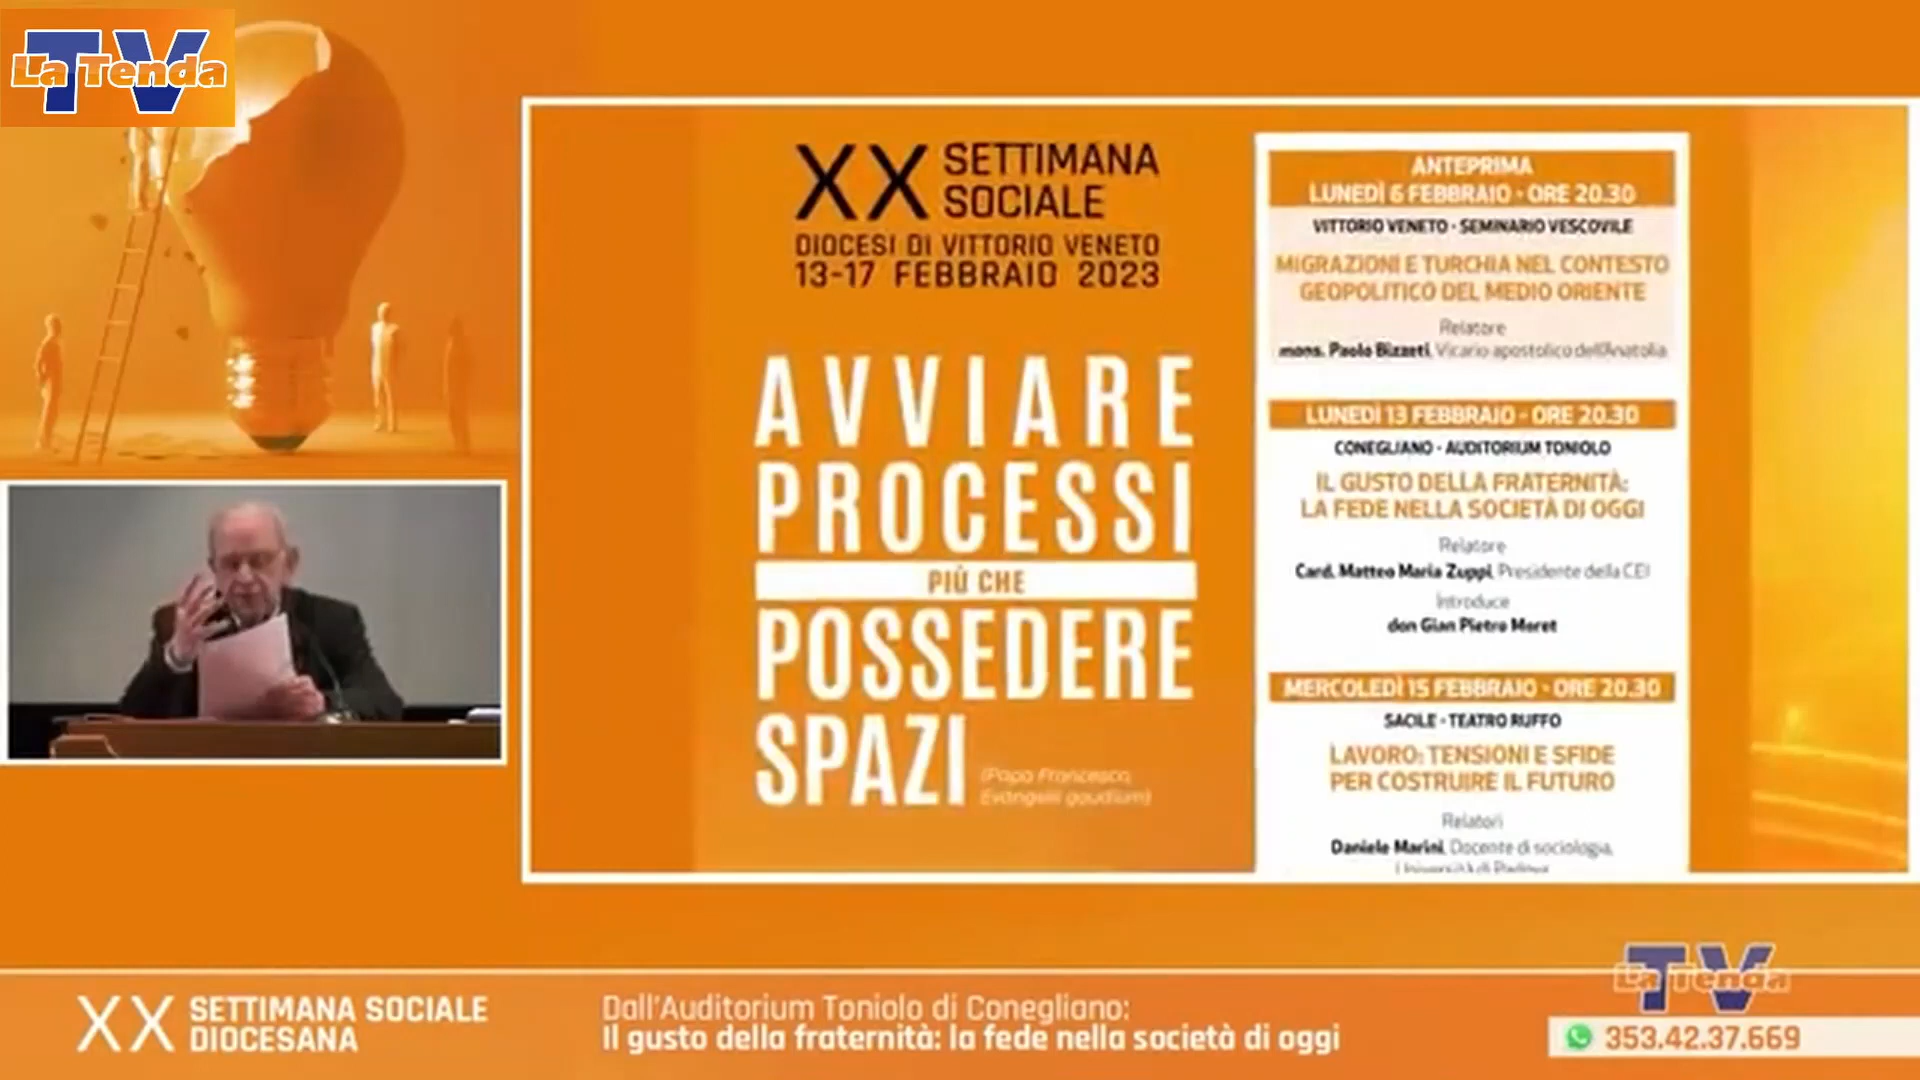 TV
La Tenda
XX SETTIMANA
SOCIALE
DIOCESI DI VITTORIO VENETO
13-17 FEBBRAIO 2023
AVVIARE
PROCESSI
PIÙ CHE
POSSEDERE
SPAZI
(Papa Francesco,
Evangelii gaudium)
ANTEPRIMA
LUNEDÌ 6 FEBBRAIO - ORE 20.30
VITTORIO VENETO - SEMINARIO VESCOVILE
MIGRAZIONI E TURCHIA NEL CONTESTO
GEOPOLITICO DEL MEDIO ORIENTE
Relatore
mons. Paolo Bizzeti, Vicario apostolico dell'Anatolia
LUNEDÌ 13 FEBBRAIO - ORE 20.30
CONEGLIANO - AUDITORIUM TONIOLO
IL GUSTO DELLA FRATERNITÀ:
LA FEDE NELLA SOCIETÀ DI OGGI
Relatore
Card. Matteo Maria Zuppi, Presidente della CEI
Introduce
don Gian Pietro Moret
MERCOLEDÌ 15 FEBBRAIO - ORE 20.30
SACILE - TEATRO RUFFO
LAVORO: TENSIONI E SFIDE
PER COSTRUIRE IL FUTURO
Relatori
Daniele Marini, Docente di sociologia,
Università di Padova
XX SETTIMANA SOCIALE
DIOCESANA
Dall'Auditorium Toniolo di Conegliano:
Il gusto della fraternità: la fede nella società di oggi
TV
La Tenda
353.42.37.669